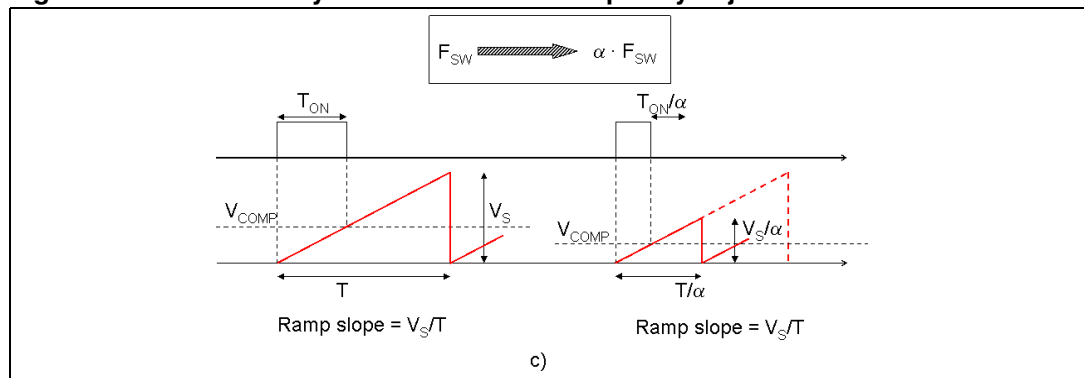 F_SW α · F_SW
T_ON T_ON/α
V_COMP V_S V_COMP V_S/α
T T/α
Ramp slope = V_S/T Ramp slope = V_S/T
c)